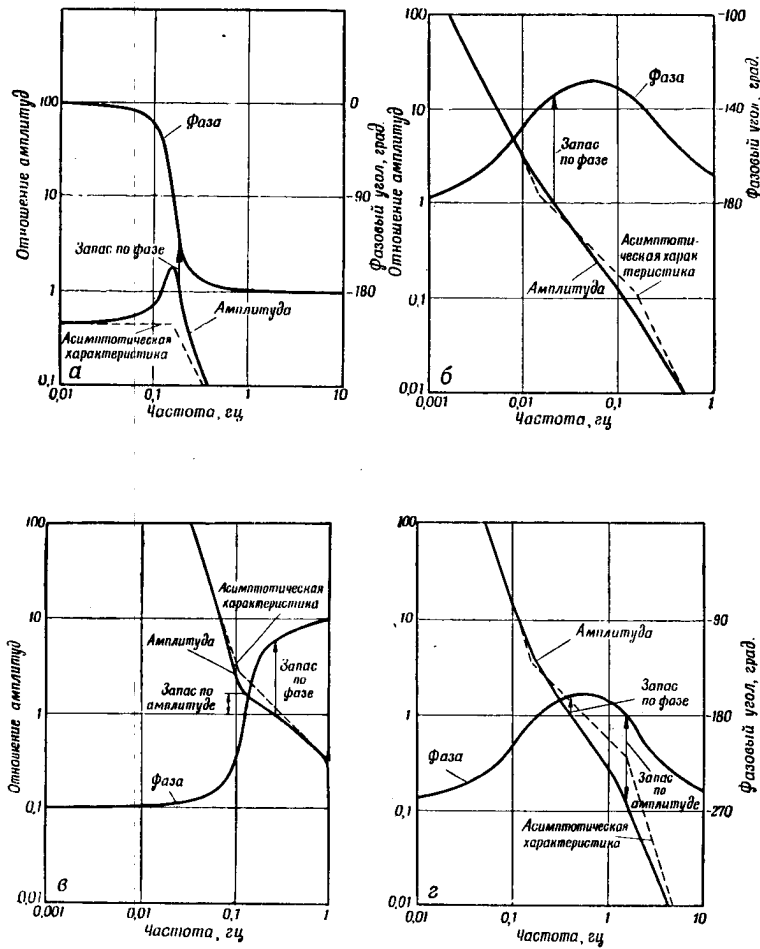 100
10
1
0,1
Отношение амплитуд
Фаза
Запас по фазе
Амплитуда
Асимптотическая
характеристика
а
0
-90
-180
Фазовый угол, град.
0,01
0,1
1
10
Частота, гц
100
10
1
0,1
0,01
Отношение амплитуд
Фаза
Запас
по фазе
Асимптоти-
ческая харак
теристика
Амплитуда
б
-100
-140
180
Фазовый угол, град.
0,001
0,01
0,1
1
Частота, гц
100
10
1
0,1
0,01
Отношение амплитуд
Асимптотическая
характеристика
Амплитуда
Запас по
амплитуде
Запас
по
фазе
Фаза
в
0,001
0,01
0,1
1
Частота, гц
100
10
1
0,1
0,01
Амплитуда
Запас
по фазе
Фаза
Запас
по
амплитуде
Асимптотическая
характеристика
г
-90
-180
-270
Фазовый угол, град.
0,01
0,1
1
10
Частота, гц